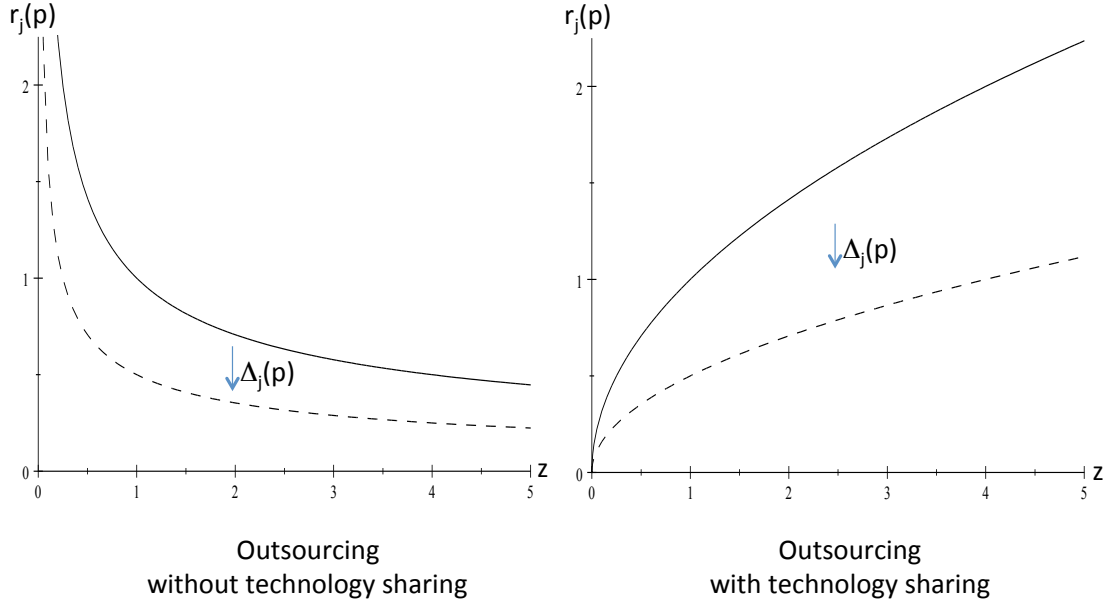 r_j(p)
2
1
0
0
1
2
3
4
5
z
Δ_j(p)
Outsourcing
without technology sharing
r_j(p)
2
1
0
0
1
2
3
4
5
z
Δ_j(p)
Outsourcing
with technology sharing